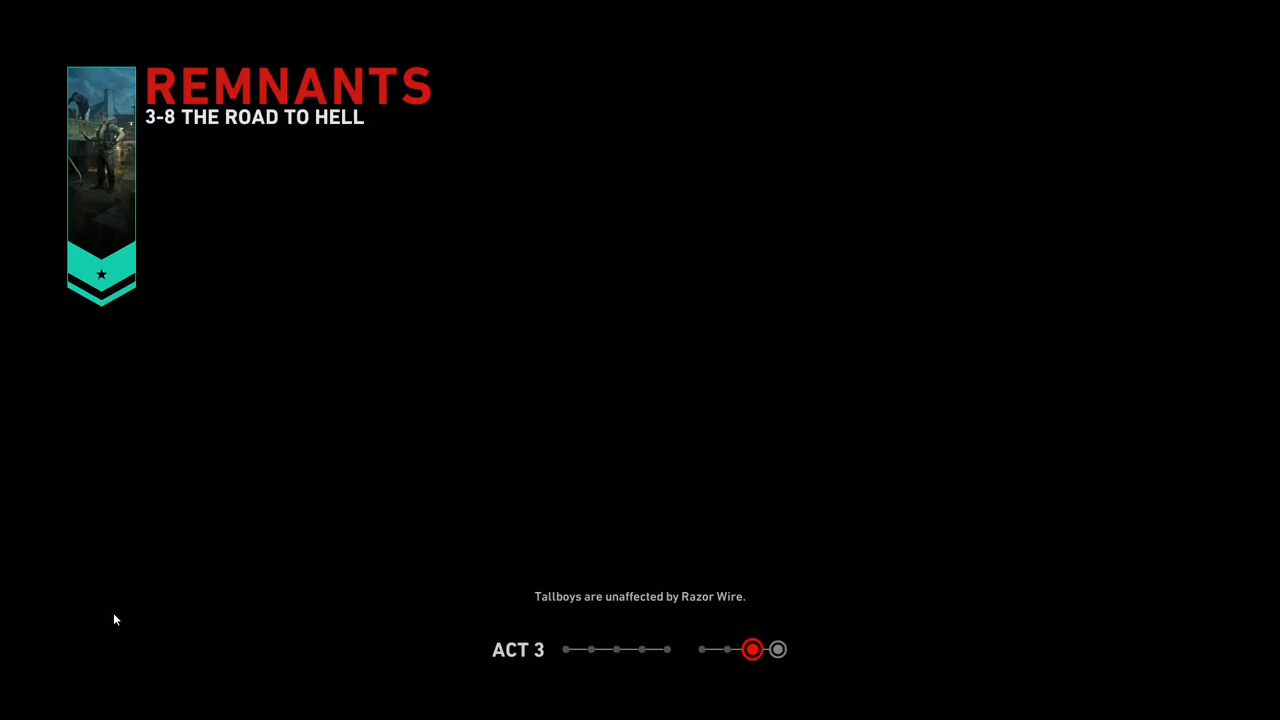 REMNANTS
3-8 THE ROAD TO HELL
Tallboys are unaffected by Razor Wire.
ACT 3